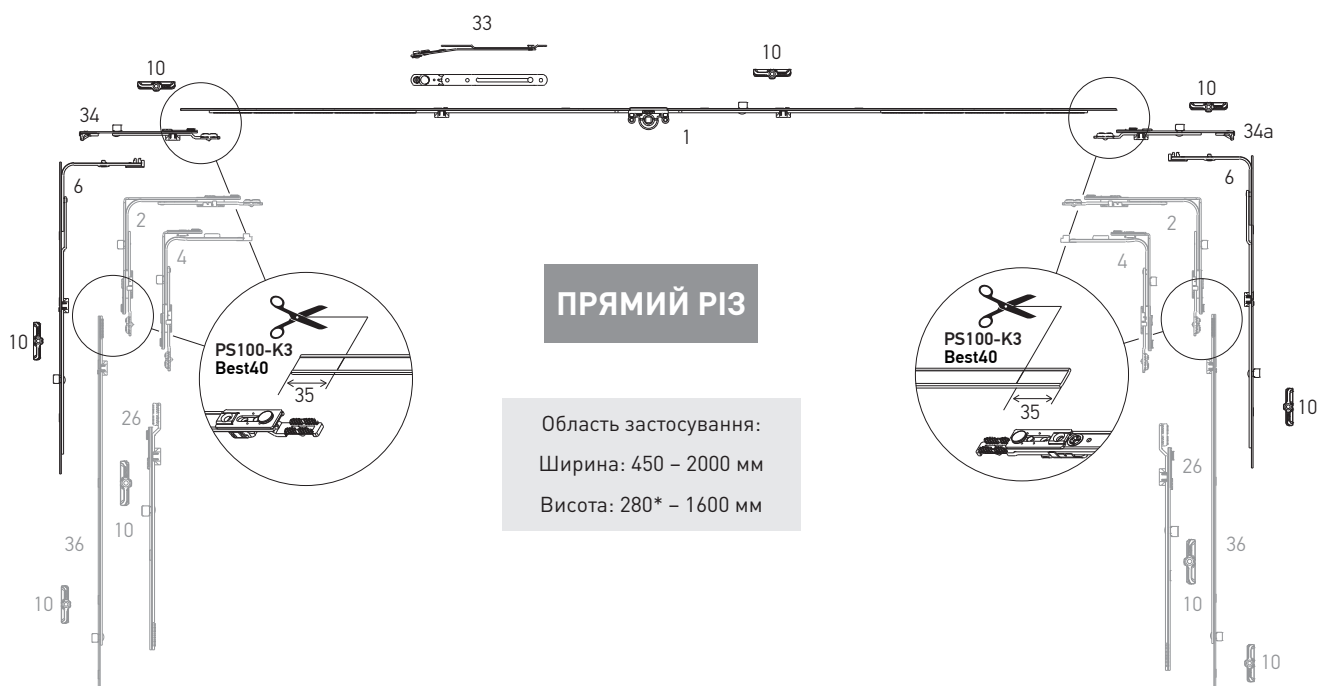 33
10
10
10
34
1
34a
6
6
2
2
4
4
ПРЯМИЙ РІЗ
PS100-K3
Best40
35
PS100-K3
Best40
35
10
10
Область застосування:
Ширина: 450 – 2000 мм
Висота: 280* – 1600 мм
26
26
10
36
36
10
10
10